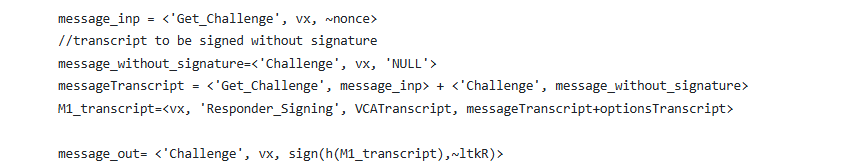 message_inp = <'Get_Challenge', vx, ~nonce>
//transcript to be signed without signature
message_without_signature=<'Challenge', vx, 'NULL'>
messageTranscript = <'Get_Challenge', message_inp> + <'Challenge', message_without_signature>
M1_transcript=<vx, 'Responder_Signing', VCATranscript, messageTranscript+optionsTranscript>
message_out= <'Challenge', vx, sign(h(M1_transcript),~ltkR)>